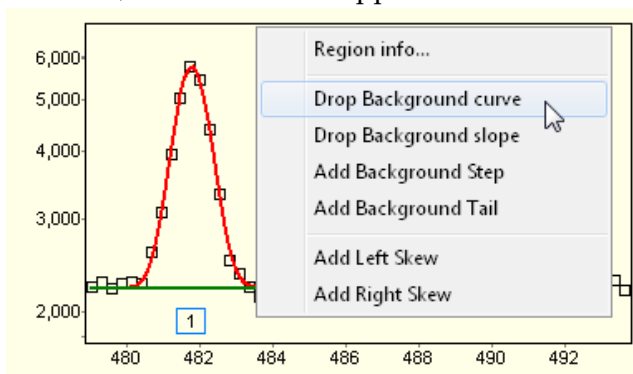 6,000
5,000
4,000
3,000
2,000
1
480 482 484 486 488 490 492
Region info...
Drop Background curve
Drop Background slope
Add Background Step
Add Background Tail
Add Left Skew
Add Right Skew